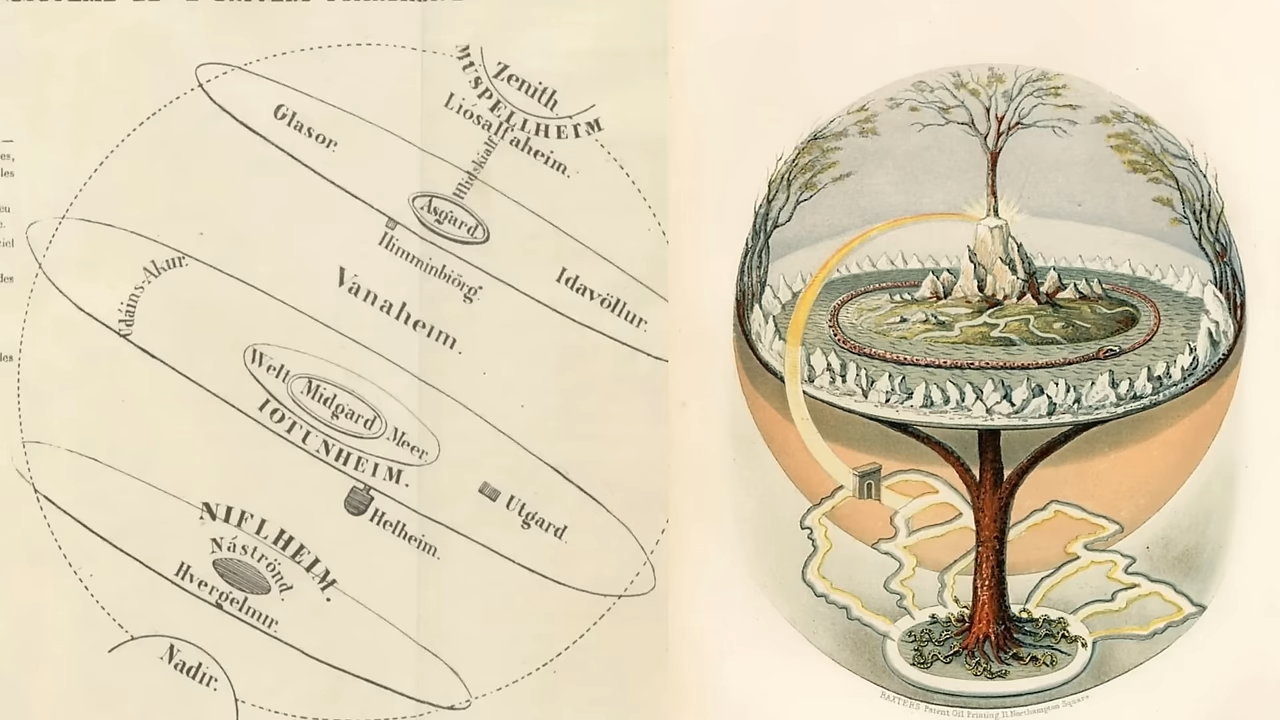 Zenith
MUSPELLHEIM
Liósalfaheim.
Glasor.
Hlidskialf
Asgard
Himminbiörg.
Idavöllur.
Vanaheim.
Udáins-Akur.
Welt Meer
Midgard
IOTUNHEIM.
Utgard.
Helheim.
NIFLHEIM.
Náströnd
Hvergelmir.
Nadir.
BAXTERS Patent Oil Printing 11, Northampton Square